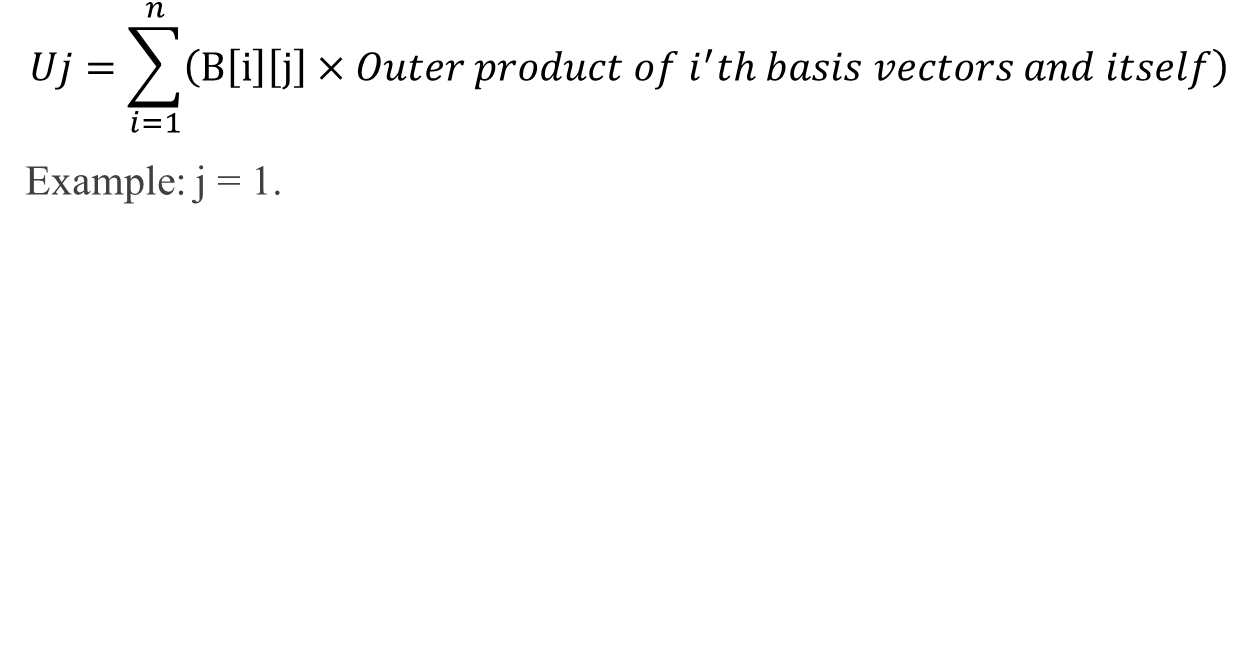 n
Uj = ∑(B[i][j] × Outer product of i'th basis vectors and itself)
i=1
Example: j = 1.